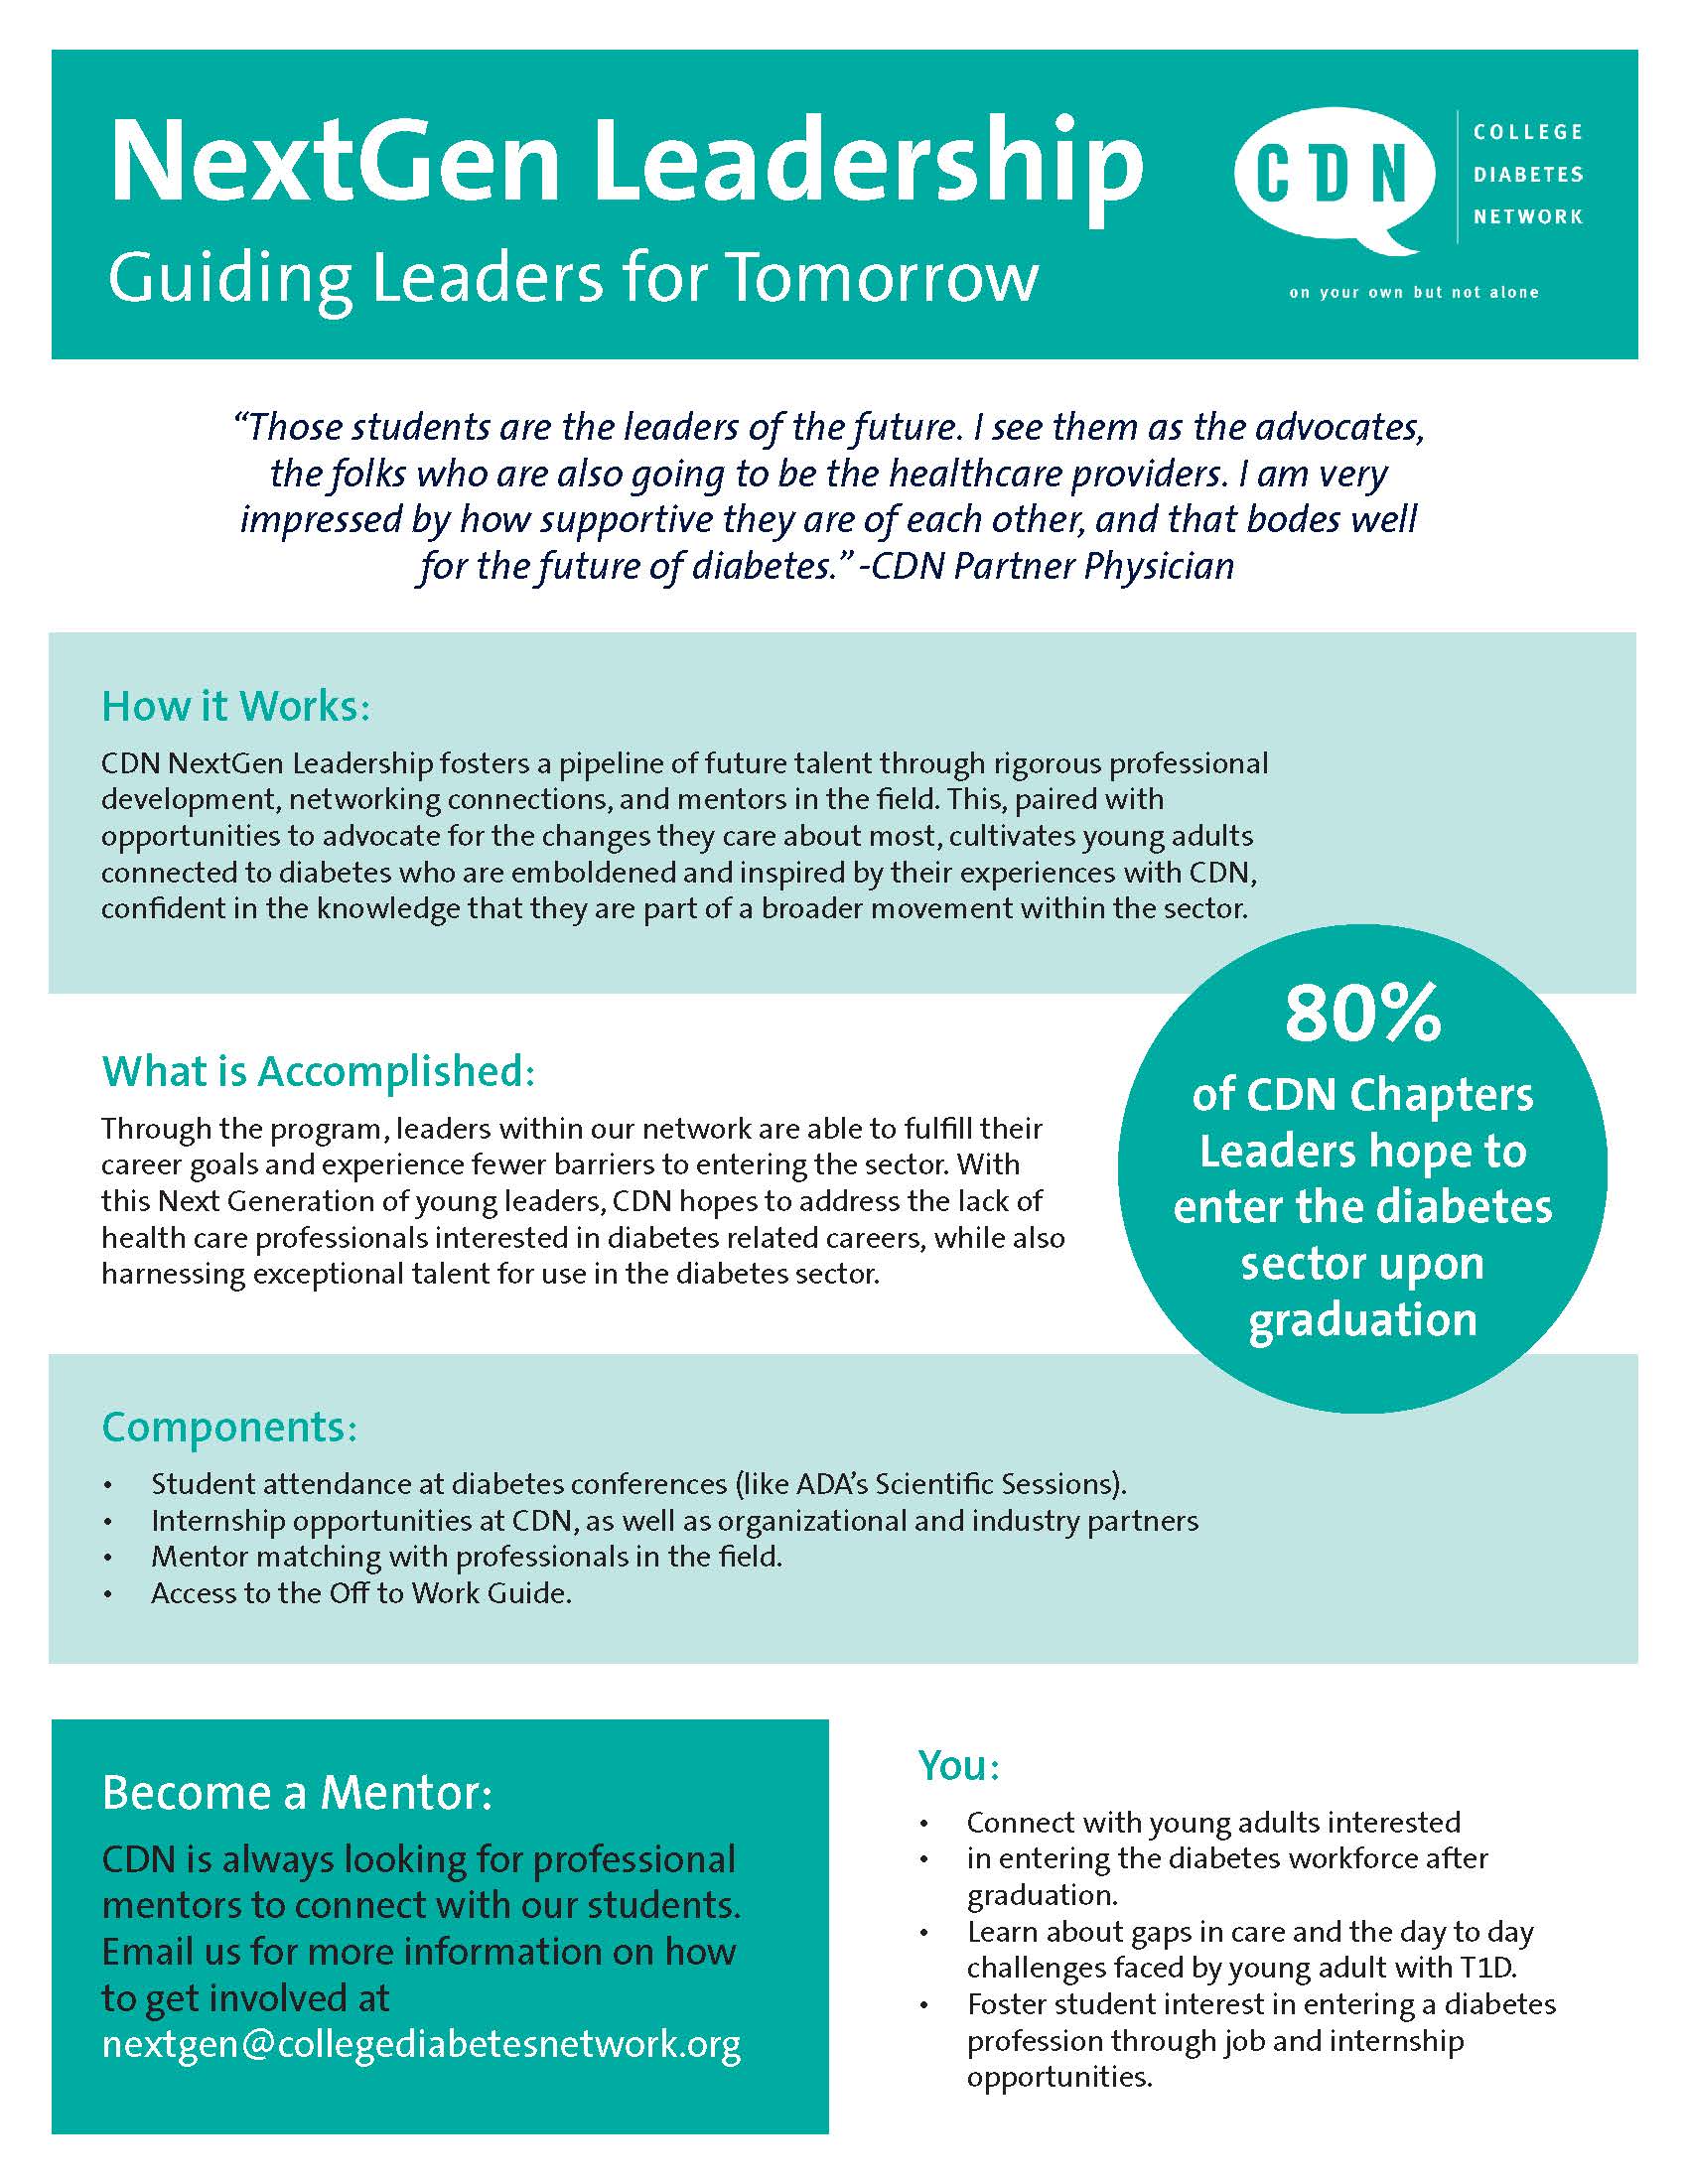 NextGen Leadership
Guiding Leaders for Tomorrow
CDN
COLLEGE
DIABETES
NETWORK
on your own but not alone
“Those students are the leaders of the future. I see them as the advocates,
the folks who are also going to be the healthcare providers. I am very
impressed by how supportive they are of each other, and that bodes well
for the future of diabetes.” -CDN Partner Physician
How it Works:
CDN NextGen Leadership fosters a pipeline of future talent through rigorous professional
development, networking connections, and mentors in the field. This, paired with
opportunities to advocate for the changes they care about most, cultivates young adults
connected to diabetes who are emboldened and inspired by their experiences with CDN,
confident in the knowledge that they are part of a broader movement within the sector.
What is Accomplished:
Through the program, leaders within our network are able to fulfill their
career goals and experience fewer barriers to entering the sector. With
this Next Generation of young leaders, CDN hopes to address the lack of
health care professionals interested in diabetes related careers, while also
harnessing exceptional talent for use in the diabetes sector.
80%
of CDN Chapters
Leaders hope to
enter the diabetes
sector upon
graduation
Components:
• Student attendance at diabetes conferences (like ADA’s Scientific Sessions).
• Internship opportunities at CDN, as well as organizational and industry partners
• Mentor matching with professionals in the field.
• Access to the Off to Work Guide.
Become a Mentor:
CDN is always looking for professional
mentors to connect with our students.
Email us for more information on how
to get involved at
nextgen@collegediabetesnetwork.org
You:
• Connect with young adults interested
• in entering the diabetes workforce after
graduation.
• Learn about gaps in care and the day to day
challenges faced by young adult with T1D.
• Foster student interest in entering a diabetes
profession through job and internship
opportunities.